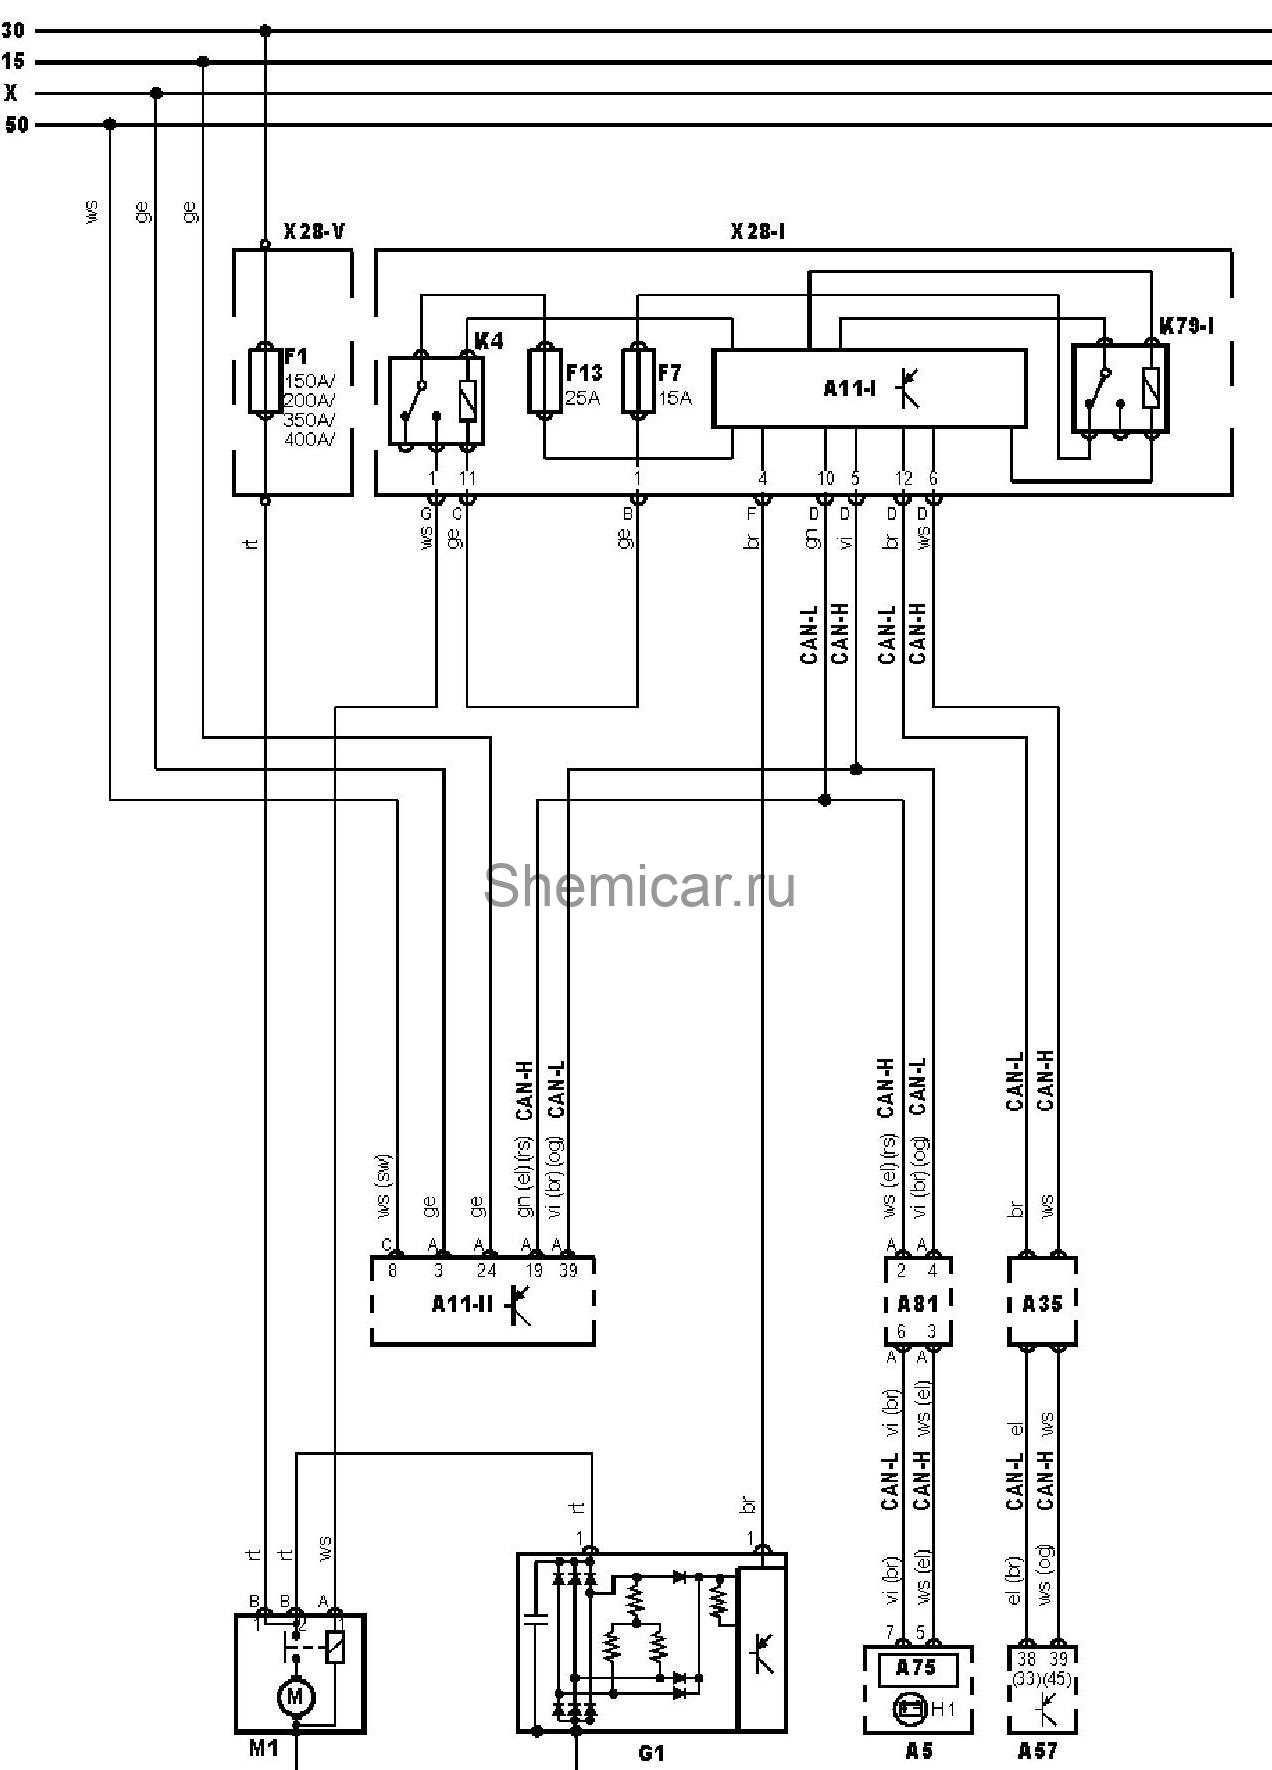 30
15
X
50
ws
ge
ge
X28-V
X28-I
K4
K79-I
F1
150A/
200A/
350A/
400A/
F13
25A
F7
15A
A11-I
1 11 1 4 10 5 12 6
G C B F D D D D
rt
ws
ge
ge
br
gn
vi
br
ws
CAN-L
CAN-H
CAN-L
CAN-H
Shemicar.ru
CAN-H
CAN-L
CAN-H
CAN-L
CAN-L
CAN-H
ws (sw)
ge
ge
gn (el) (rs)
vi (br) (og)
ws (el) (rs)
vi (br) (og)
br
ws
C A A A A A A
8 3 24 19 39 2 4
A11-II
A81
A35
6 3
A A
vi (br)
ws (el)
el
ws
CAN-L
CAN-H
CAN-L
CAN-H
rt
br
rt
rt
ws
1 1
vi (br)
ws (el)
el (br)
ws (og)
B B A
1 2 1
7 5
M
A75
H1
38 39
(33)(45)
M1
G1
A5
A57